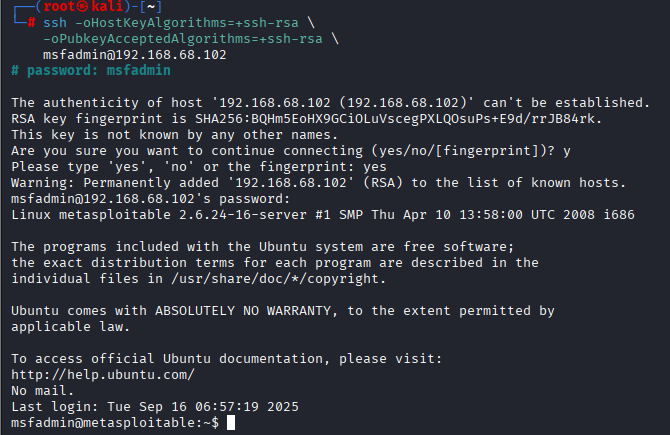 ┌──(root㉿kali)-[~]
└─# ssh -oHostKeyAlgorithms=+ssh-rsa \
-oPubkeyAcceptedAlgorithms=+ssh-rsa \
msfadmin@192.168.68.102
# password: msfadmin
The authenticity of host '192.168.68.102 (192.168.68.102)' can't be established.
RSA key fingerprint is SHA256:BQHm5EoHX9GCiOLuVscegPXLQOsuPs+E9d/rrJB84rk.
This key is not known by any other names.
Are you sure you want to continue connecting (yes/no/[fingerprint])? y
Please type 'yes', 'no' or the fingerprint: yes
Warning: Permanently added '192.168.68.102' (RSA) to the list of known hosts.
msfadmin@192.168.68.102's password:
Linux metasploitable 2.6.24-16-server #1 SMP Thu Apr 10 13:58:00 UTC 2008 i686
The programs included with the Ubuntu system are free software;
the exact distribution terms for each program are described in the
individual files in /usr/share/doc/*/copyright.
Ubuntu comes with ABSOLUTELY NO WARRANTY, to the extent permitted by
applicable law.
To access official Ubuntu documentation, please visit:
http://help.ubuntu.com/
No mail.
Last login: Tue Sep 16 06:57:19 2025
msfadmin@metasploitable:~$